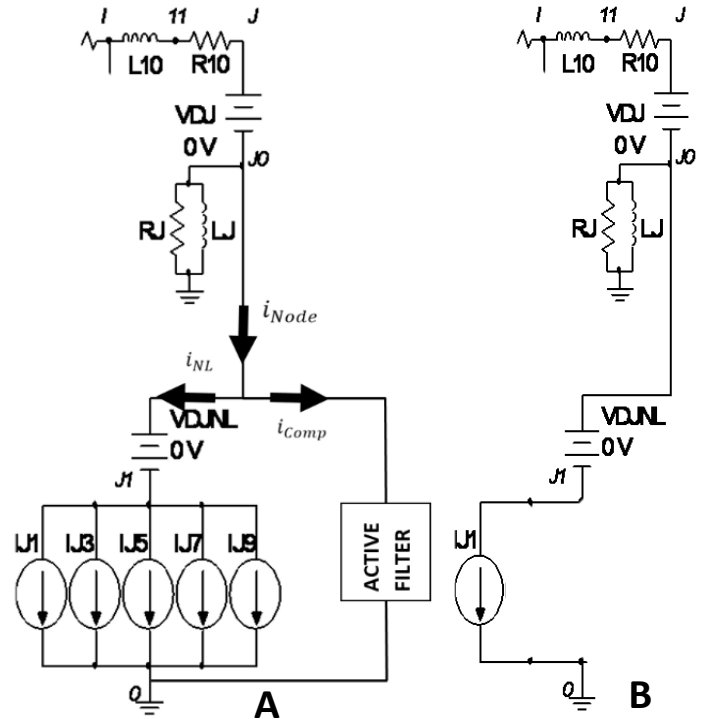 I 11 J
L10 R10
VDJ
0V
J0
RJ LJ
i_Node
i_NL
i_Comp
VDJNL
0V
J1
IJ1 IJ3 IJ5 IJ7 IJ9
ACTIVE
FILTER
0
A
I 11 J
L10 R10
VDJ
0V
J0
RJ LJ
VDJNL
0V
J1
IJ1
0
B